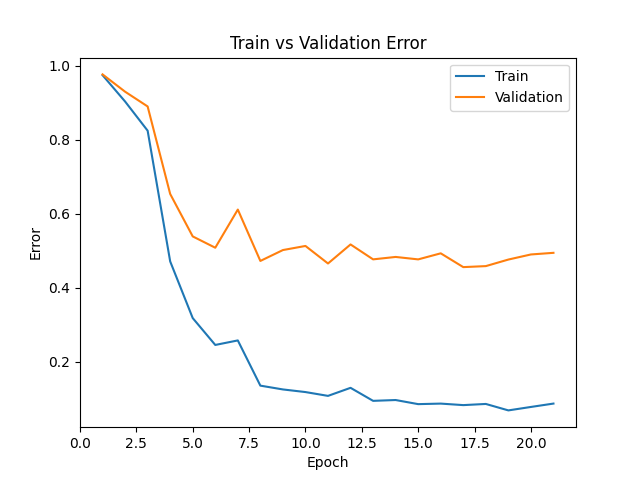 Train vs Validation Error
Train
Validation
Error
1.0
0.8
0.6
0.4
0.2
0.0 2.5 5.0 7.5 10.0 12.5 15.0 17.5 20.0
Epoch